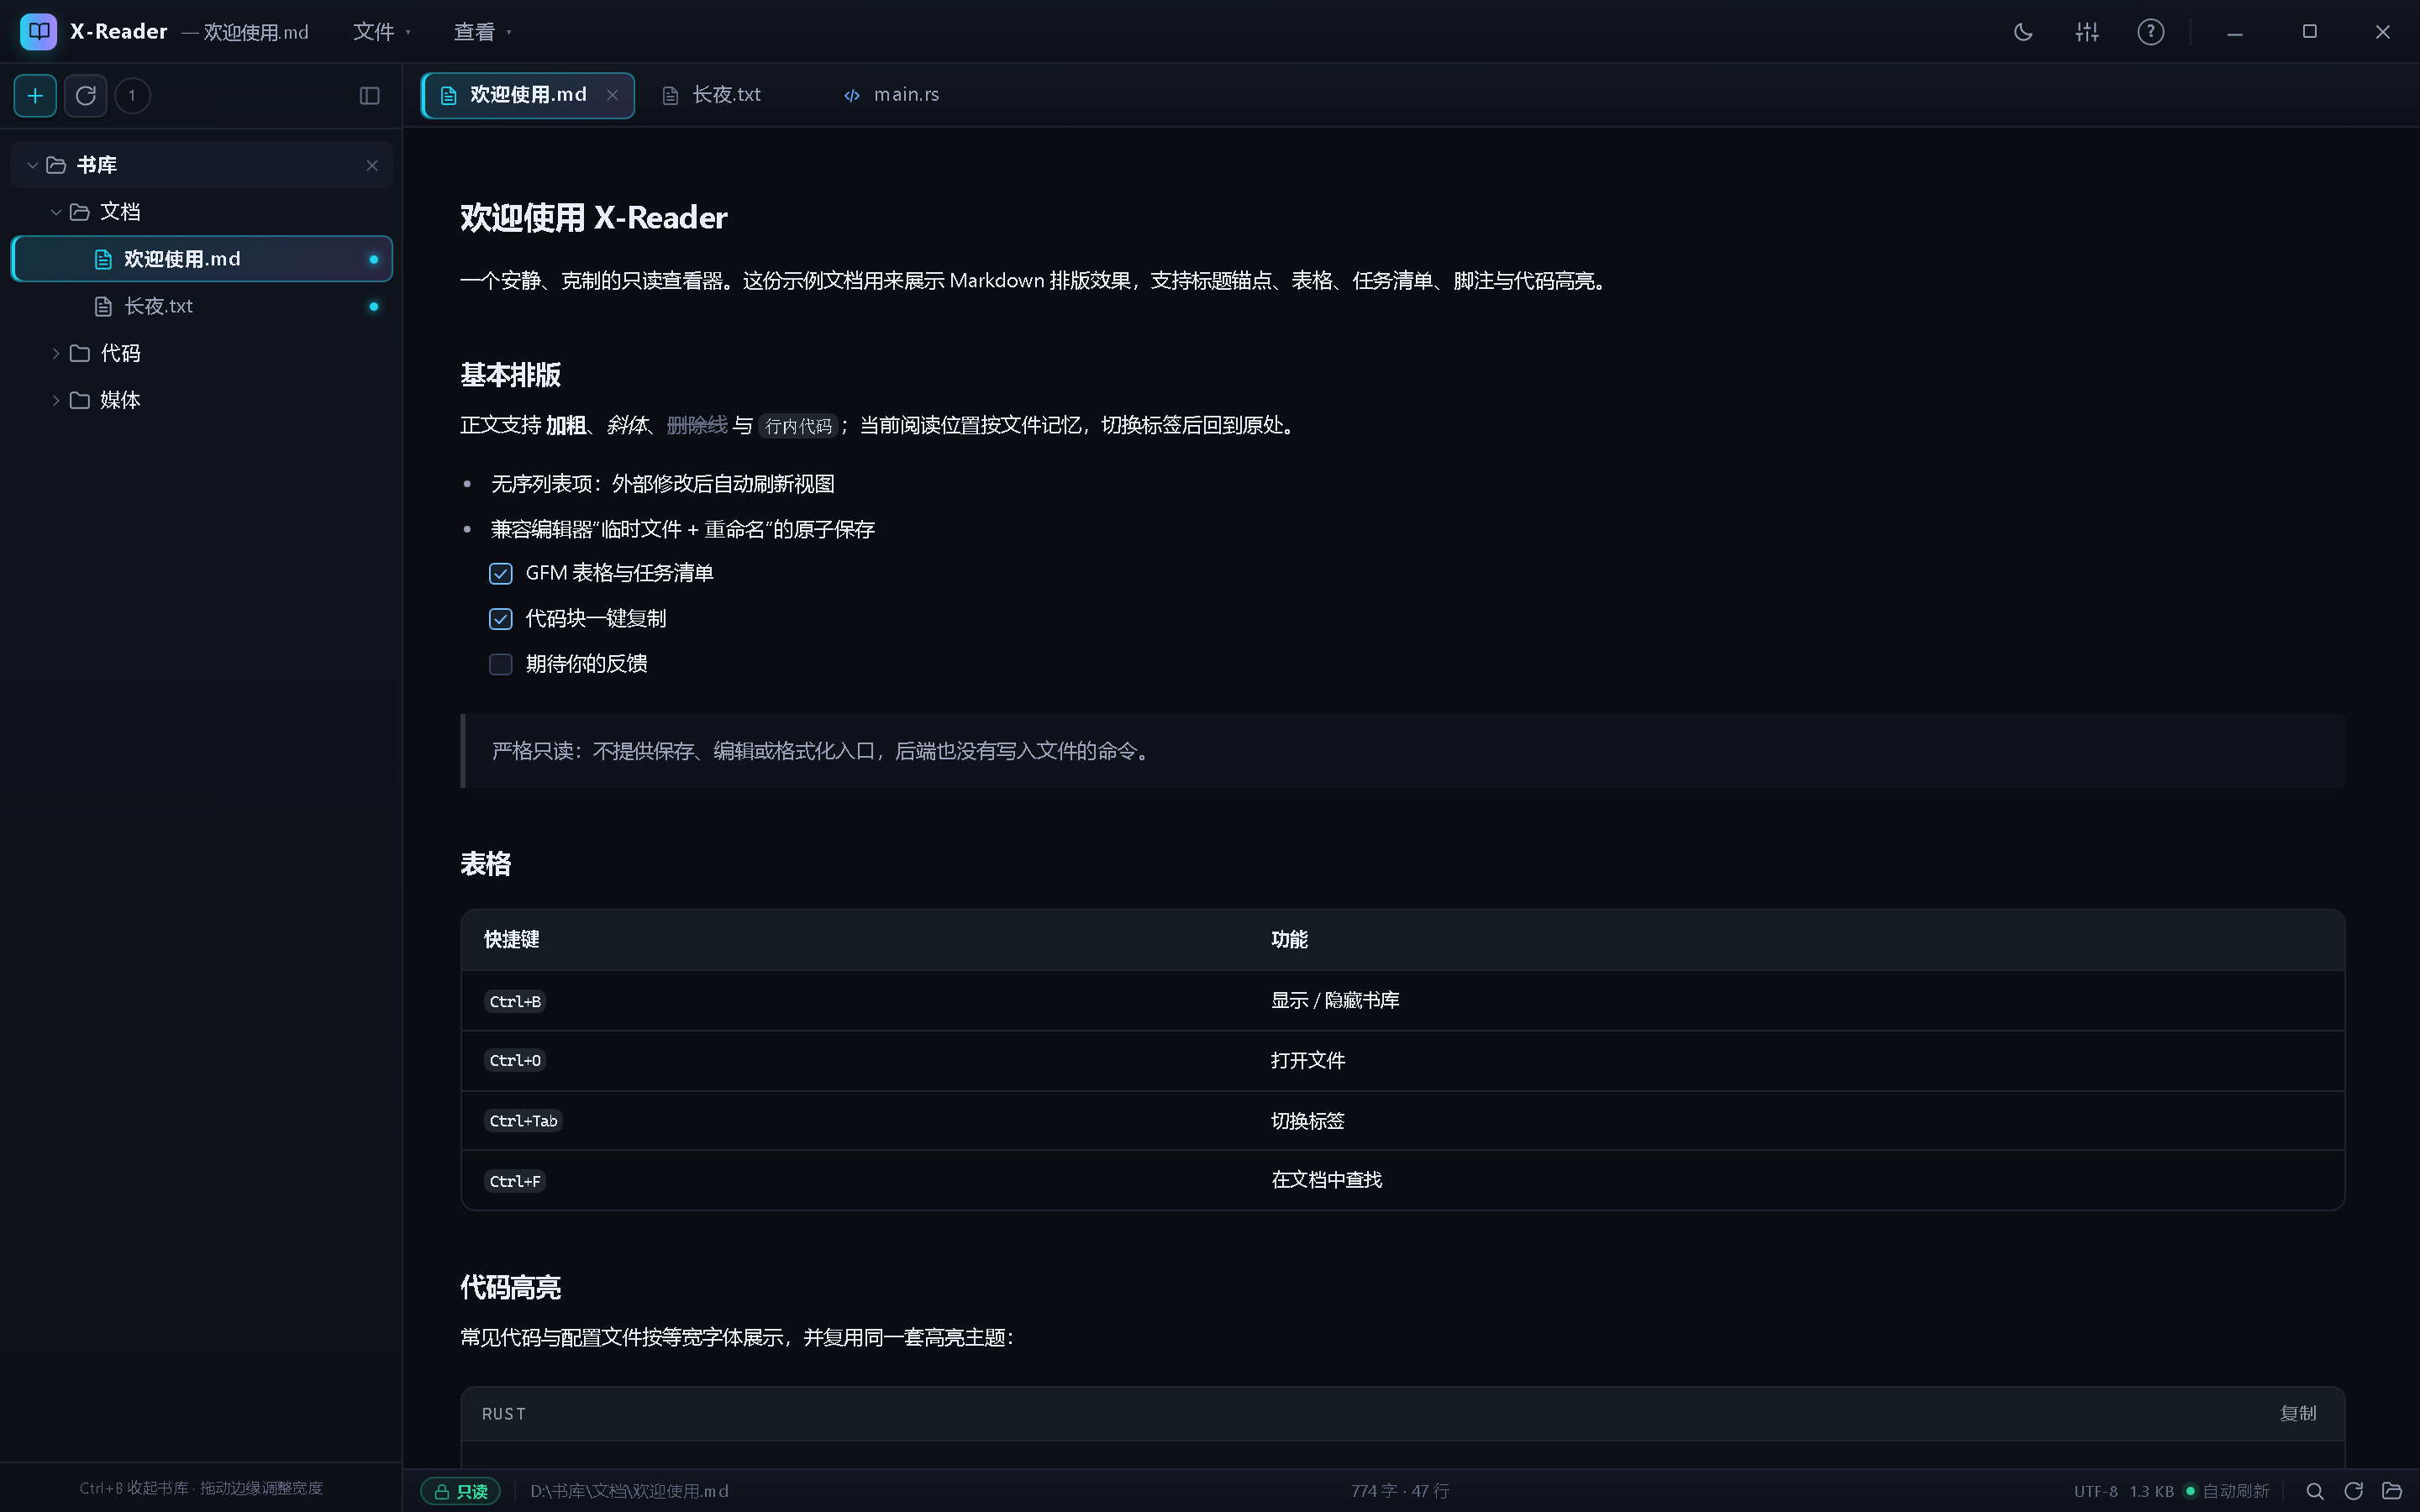 X-Reader — 欢迎使用.md 文件 查看
1
欢迎使用.md 长夜.txt main.rs
书库
文档
欢迎使用.md
长夜.txt
代码
媒体
欢迎使用 X-Reader
一个安静、克制的只读查看器。这份示例文档用来展示 Markdown 排版效果，支持标题锚点、表格、任务清单、脚注与代码高亮。
基本排版
正文支持 加粗、斜体、删除线 与 行内代码；当前阅读位置按文件记忆，切换标签后回到原处。
• 无序列表项：外部修改后自动刷新视图
• 兼容编辑器“临时文件 + 重命名”的原子保存
GFM 表格与任务清单
代码块一键复制
期待你的反馈
严格只读：不提供保存、编辑或格式化入口，后端也没有写入文件的命令。
表格
快捷键 功能
Ctrl+B 显示 / 隐藏书库
Ctrl+O 打开文件
Ctrl+Tab 切换标签
Ctrl+F 在文档中查找
代码高亮
常见代码与配置文件按等宽字体展示，并复用同一套高亮主题：
RUST 复制
Ctrl+B 收起书库 · 拖动边缘调整宽度
只读 D:\书库\文档\欢迎使用.md 774 字 · 47 行 UTF-8 1.3 KB 自动刷新